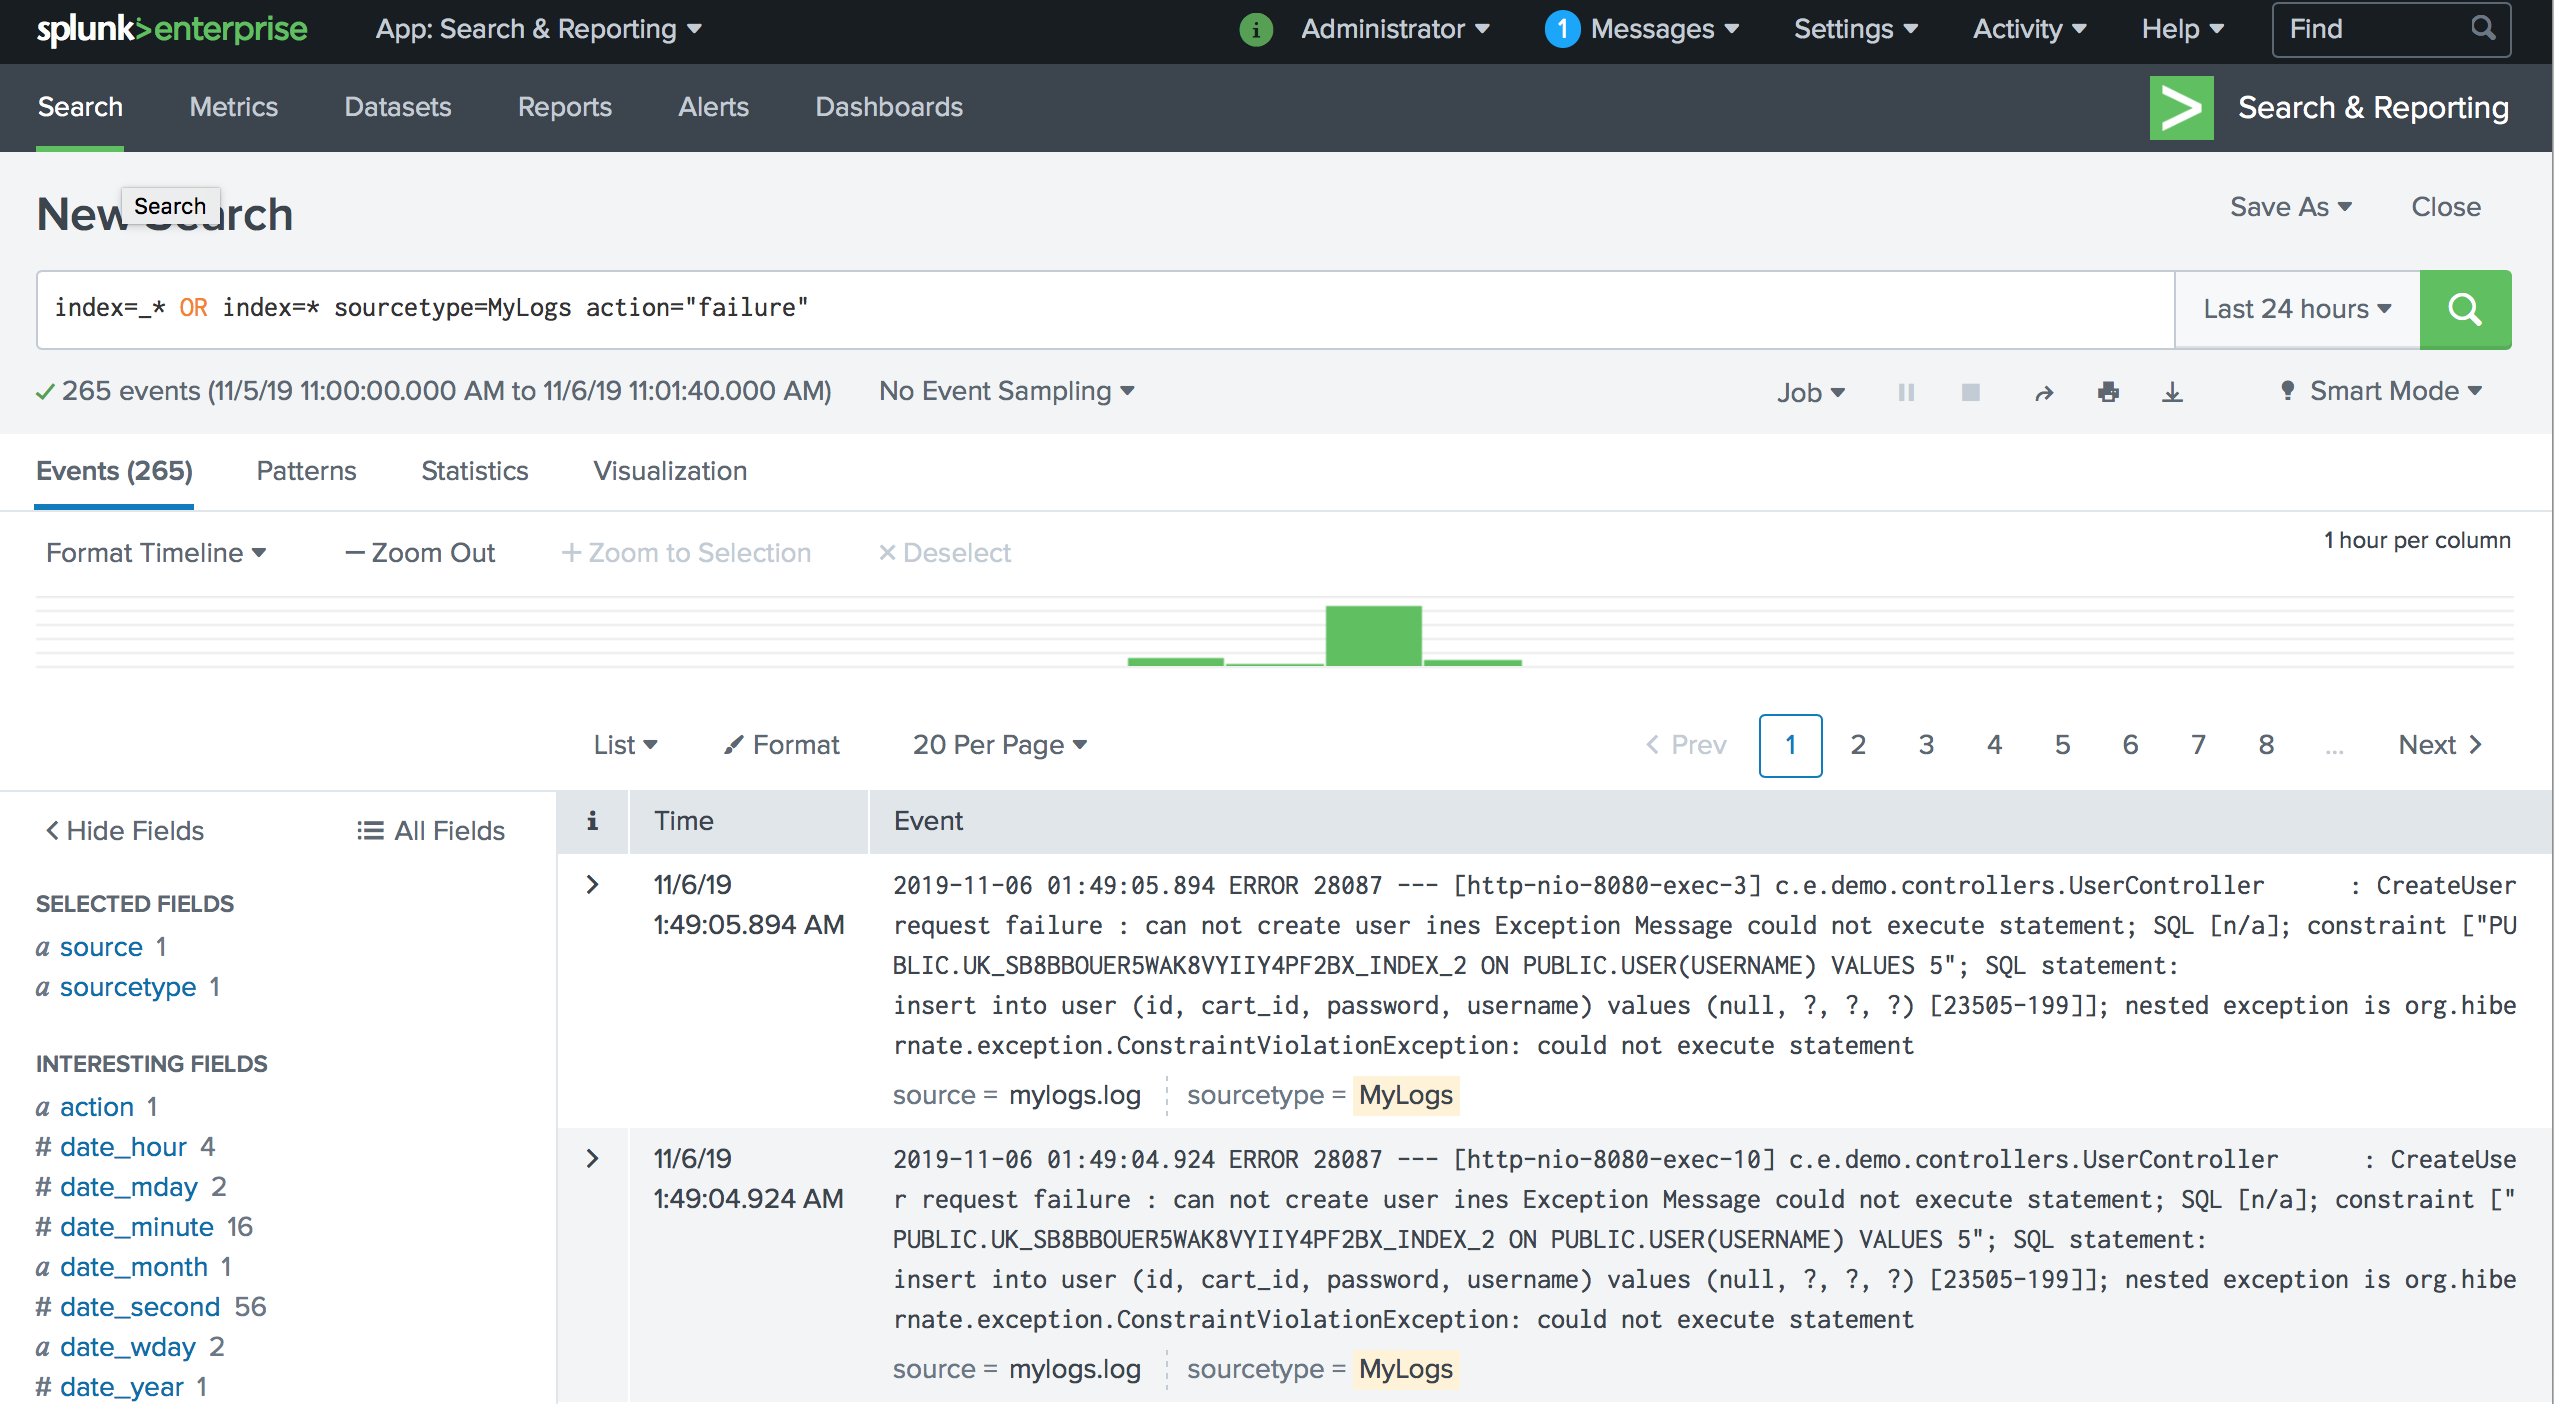 splunk>enterprise App: Search & Reporting i Administrator 1 Messages Settings Activity Help Find
Search Metrics Datasets Reports Alerts Dashboards > Search & Reporting
New Search
Search
Save As Close
index=_* OR index=* sourcetype=MyLogs action="failure" Last 24 hours
265 events (11/5/19 11:00:00.000 AM to 11/6/19 11:01:40.000 AM) No Event Sampling Job Smart Mode
Events (265) Patterns Statistics Visualization
Format Timeline — Zoom Out + Zoom to Selection × Deselect 1 hour per column
List Format 20 Per Page < Prev 1 2 3 4 5 6 7 8 ... Next >
< Hide Fields All Fields
SELECTED FIELDS
a source 1
a sourcetype 1
INTERESTING FIELDS
a action 1
# date_hour 4
# date_mday 2
# date_minute 16
a date_month 1
# date_second 56
a date_wday 2
# date_year 1
i Time Event
> 11/6/19
1:49:05.894 AM
2019-11-06 01:49:05.894 ERROR 28087 --- [http-nio-8080-exec-3] c.e.demo.controllers.UserController : CreateUser
request failure : can not create user ines Exception Message could not execute statement; SQL [n/a]; constraint ["PU
BLIC.UK_SB8BBOUER5WAK8VYIIY4PF2BX_INDEX_2 ON PUBLIC.USER(USERNAME) VALUES 5"; SQL statement:
insert into user (id, cart_id, password, username) values (null, ?, ?, ?) [23505-199]]; nested exception is org.hibe
rnate.exception.ConstraintViolationException: could not execute statement
source = mylogs.log sourcetype = MyLogs
> 11/6/19
1:49:04.924 AM
2019-11-06 01:49:04.924 ERROR 28087 --- [http-nio-8080-exec-10] c.e.demo.controllers.UserController : CreateUse
r request failure : can not create user ines Exception Message could not execute statement; SQL [n/a]; constraint ["
PUBLIC.UK_SB8BBOUER5WAK8VYIIY4PF2BX_INDEX_2 ON PUBLIC.USER(USERNAME) VALUES 5"; SQL statement:
insert into user (id, cart_id, password, username) values (null, ?, ?, ?) [23505-199]]; nested exception is org.hibe
rnate.exception.ConstraintViolationException: could not execute statement
source = mylogs.log sourcetype = MyLogs